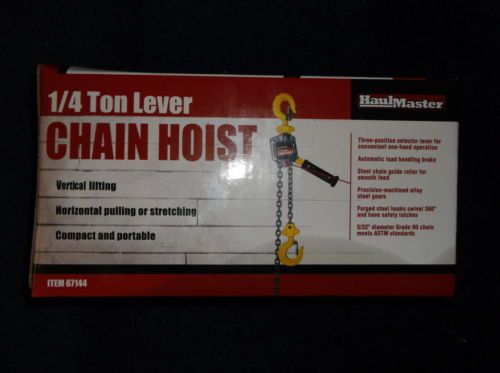 1/4 Ton Lever
CHAIN HOIST
Vertical lifting
Horizontal pulling or stretching
Compact and portable
ITEM 67144
HaulMaster
Three-position selector lever for
convenient one-hand operation
Automatic load handling brake
Steel chain guide roller for
smooth feed
Precision-machined alloy
steel gears
Forged steel hooks swivel 360°
and have safety latches
5/32" diameter Grade 80 chain
meets ASTM standards